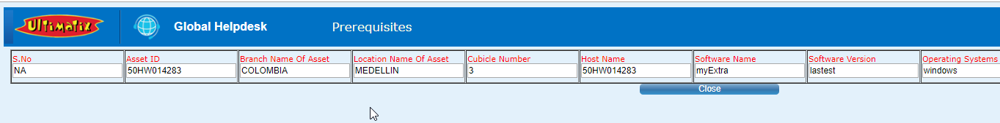 Ultimatix Global Helpdesk Prerequisites
S.No Asset ID Branch Name Of Asset Location Name Of Asset Cubicle Number Host Name Software Name Software Version Operating Systems
NA 50HW014283 COLOMBIA MEDELLIN 3 50HW014283 myExtra lastest windows
Close